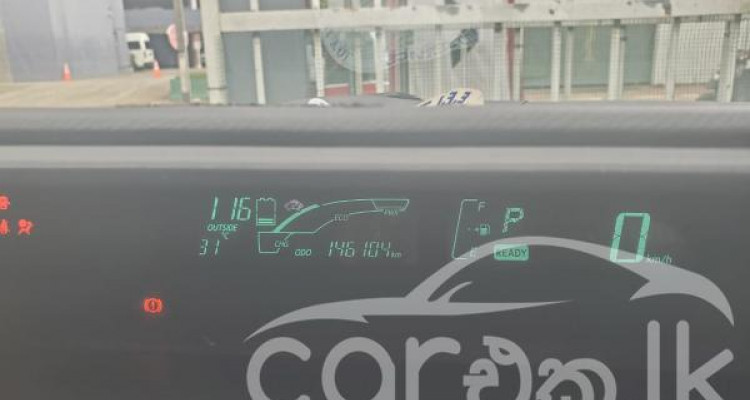 116
F
PWR
ECO
P
0
OUTSIDE
31°C
CHG
ODO 146104 km
E
READY
km/h
carඑක.lk